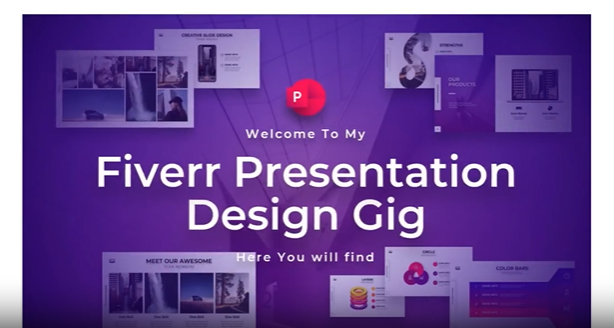 CREATIVE SLIDE DESIGN
STRENGTHS
OUR
PRODUCTS
P
Welcome To My
Fiverr Presentation
Design Gig
Here You will find
MEET OUR AWESOME
CIRCLE
COLOR BARS